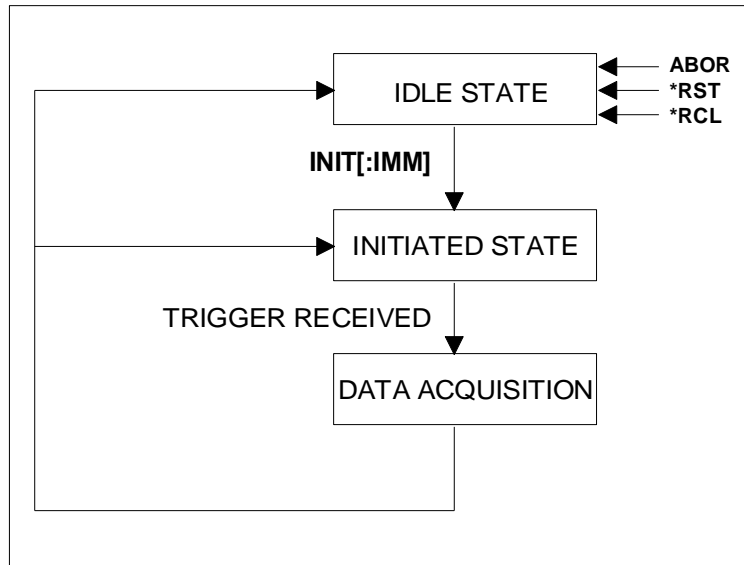 IDLE STATE
ABOR
*RST
*RCL
INIT[:IMM]
INITIATED STATE
TRIGGER RECEIVED
DATA ACQUISITION